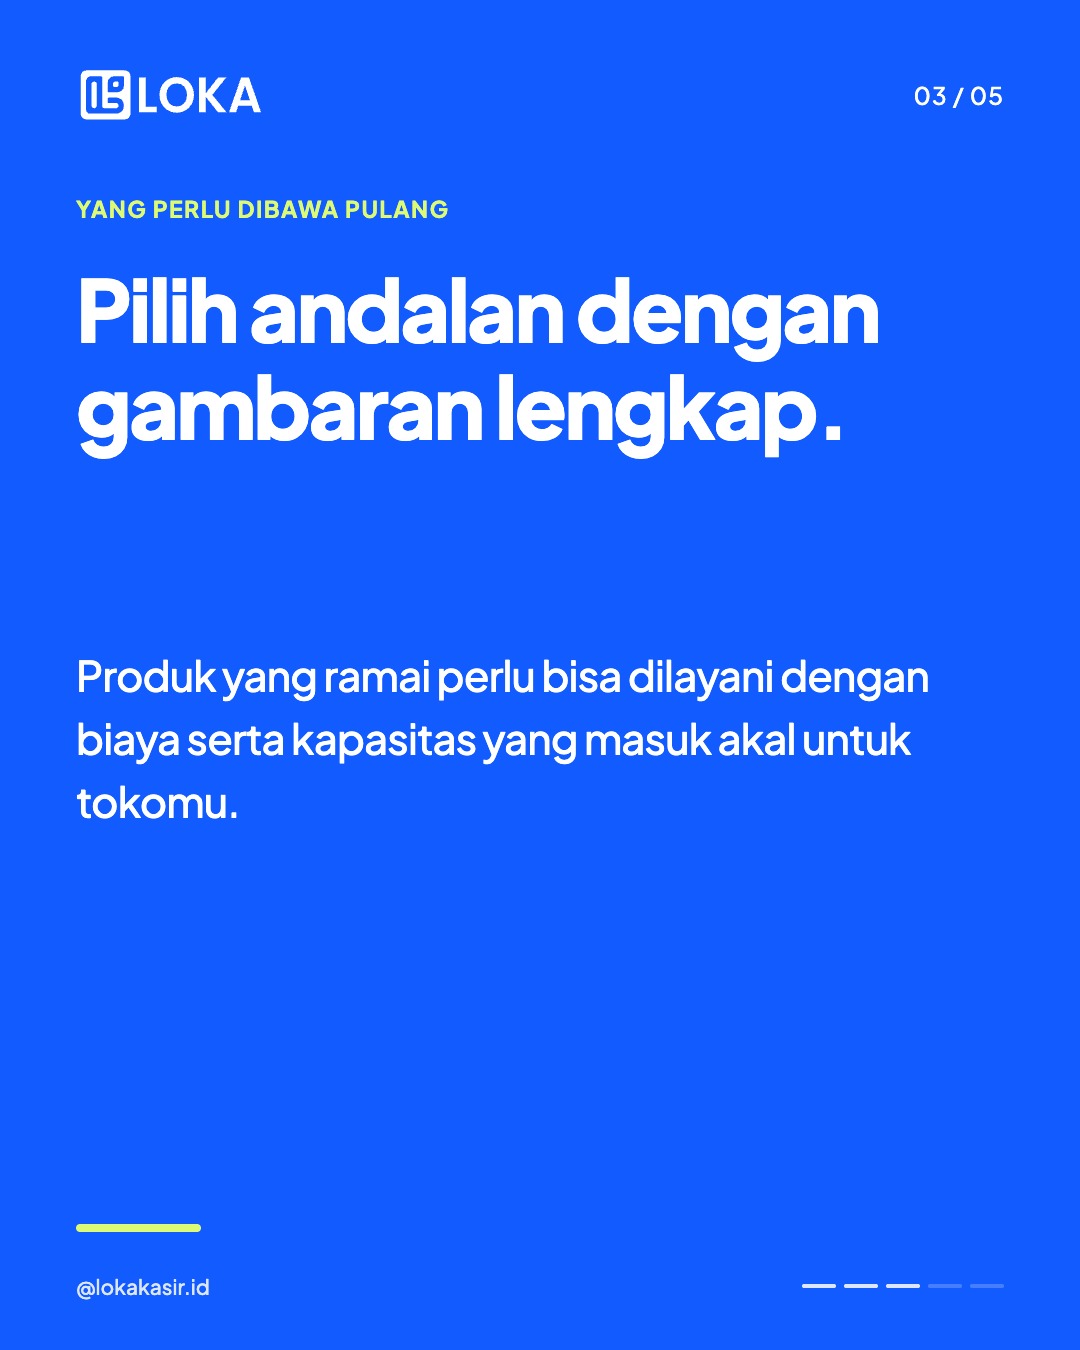 LOKA
03 / 05
YANG PERLU DIBAWA PULANG
Pilih andalan dengan
gambaran lengkap.
Produk yang ramai perlu bisa dilayani dengan
biaya serta kapasitas yang masuk akal untuk
tokomu.
@lokakasir.id